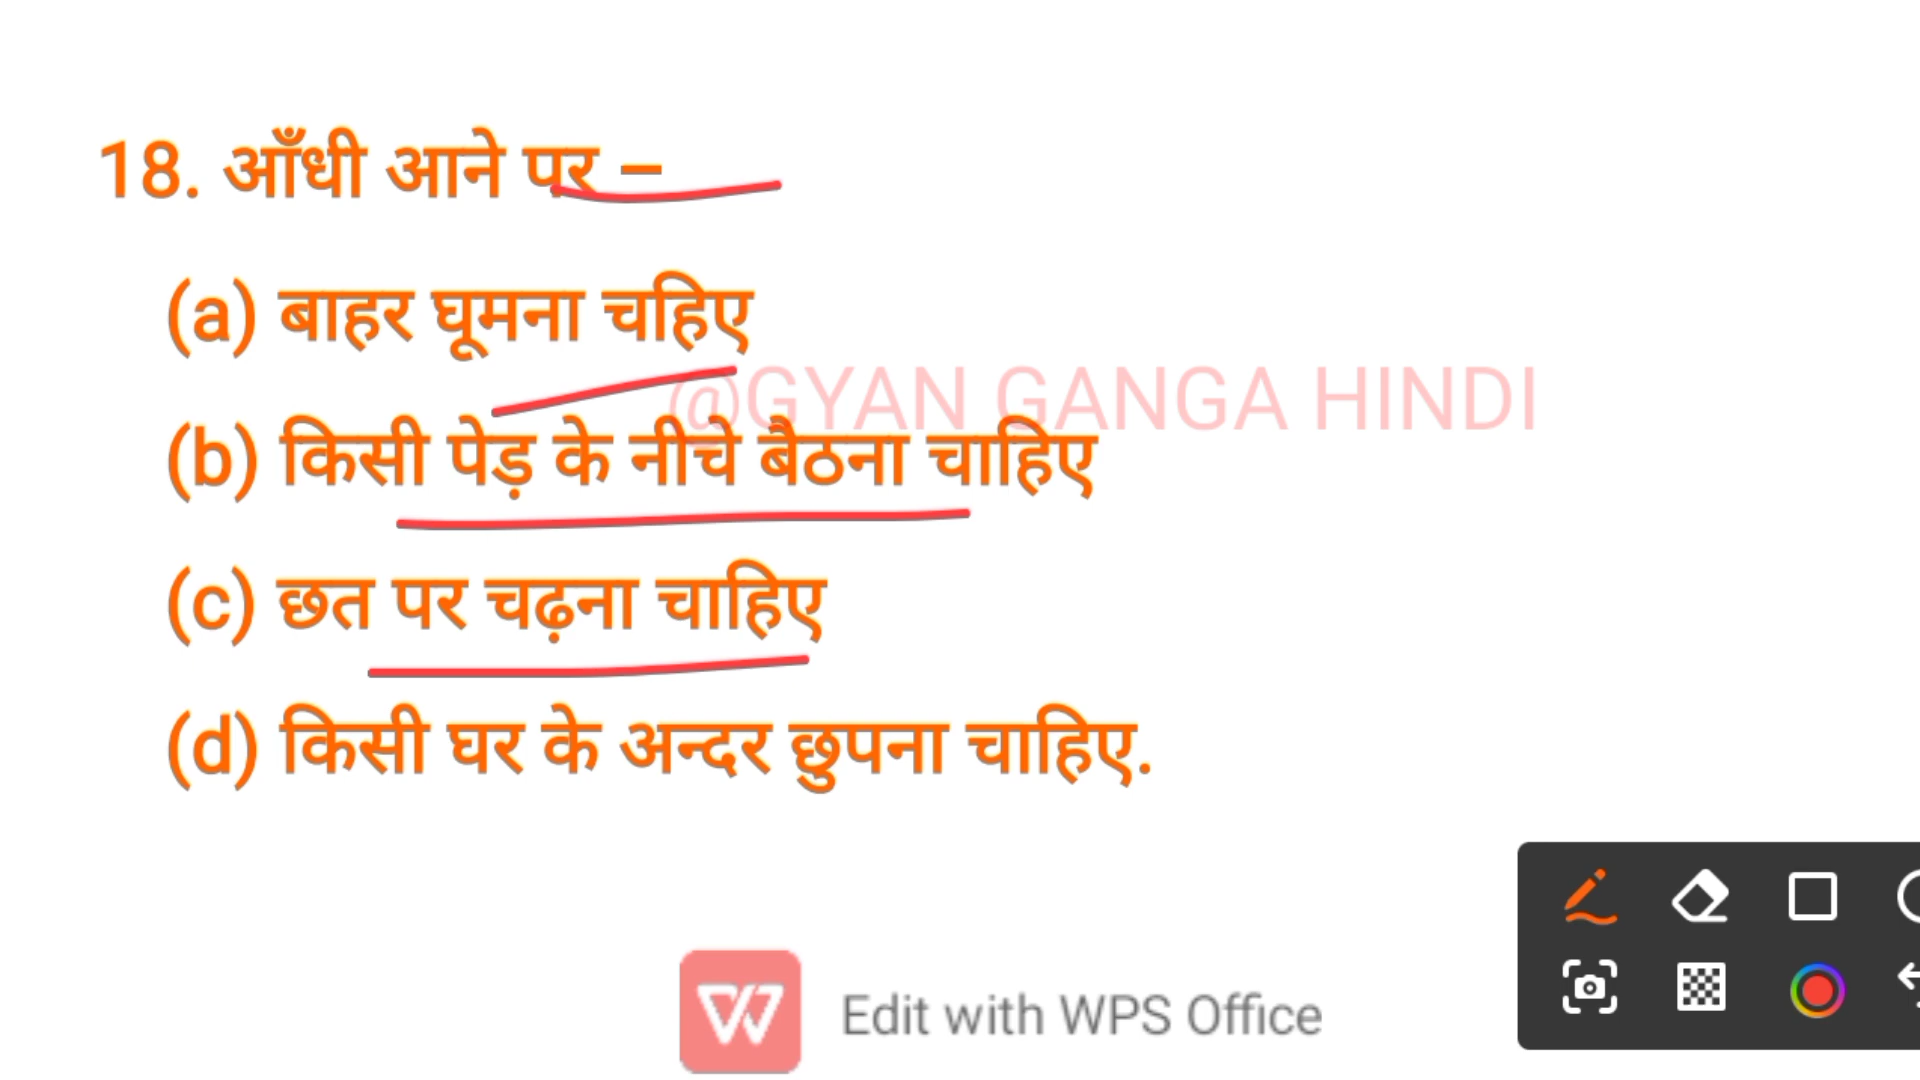 18. आँधी आने पर –
(a) बाहर घूमना चहिए
@GYAN GANGA HINDI
(b) किसी पेड़ के नीचे बैठना चाहिए
(c) छत पर चढ़ना चाहिए
(d) किसी घर के अन्दर छुपना चाहिए.
Edit with WPS Office